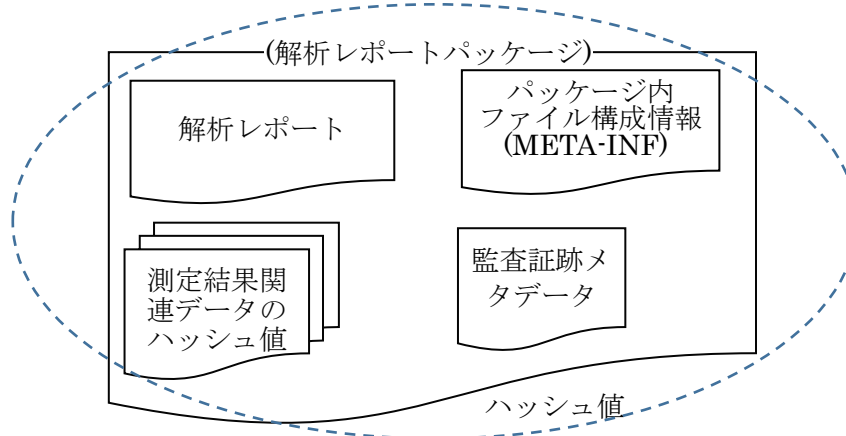 (解析レポートパッケージ)
解析レポート
パッケージ内
ファイル構成情報
(META-INF)
測定結果関
連データの
ハッシュ値
監査証跡メ
タデータ
ハッシュ値